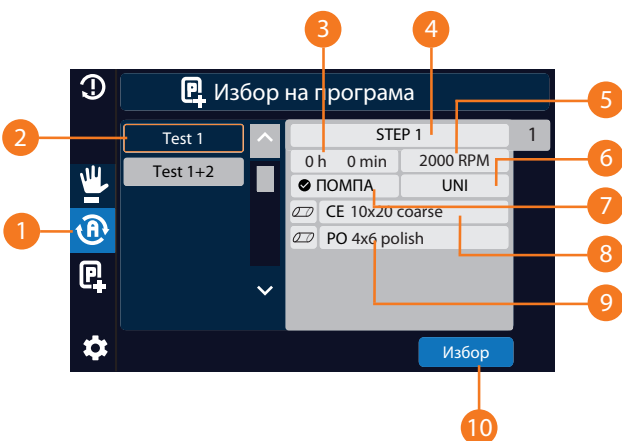 3
4
Избор на програма
5
2
Test 1
STEP 1
1
0 h 0 min
2000 RPM
6
Test 1+2
ПОМПА
UNI
7
1
A
CE 10x20 coarse
8
P
PO 4x6 polish
9
Избор
10